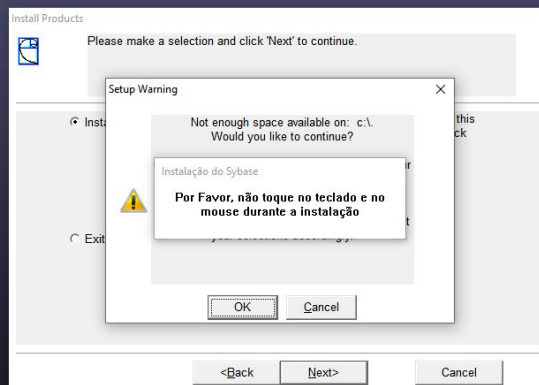 Install Products
Please make a selection and click 'Next' to continue.
Setup Warning
this
Not enough space available on: c:\.
Would you like to continue?
Instalação do Sybase
Por Favor, não toque no teclado e no
mouse durante a instalação
Exit
your selections accordingly.
OK
Cancel
<Back
Next>
Cancel